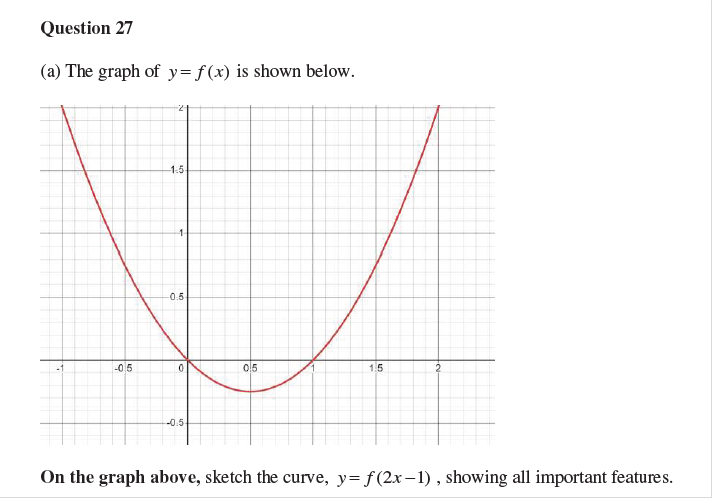 Question 27
(a) The graph of y= f(x) is shown below.
2
1.5
1
0.5
-1 -0.5 0 0.5 1 1.5 2
-0.5
On the graph above, sketch the curve, y= f(2x−1) , showing all important features.